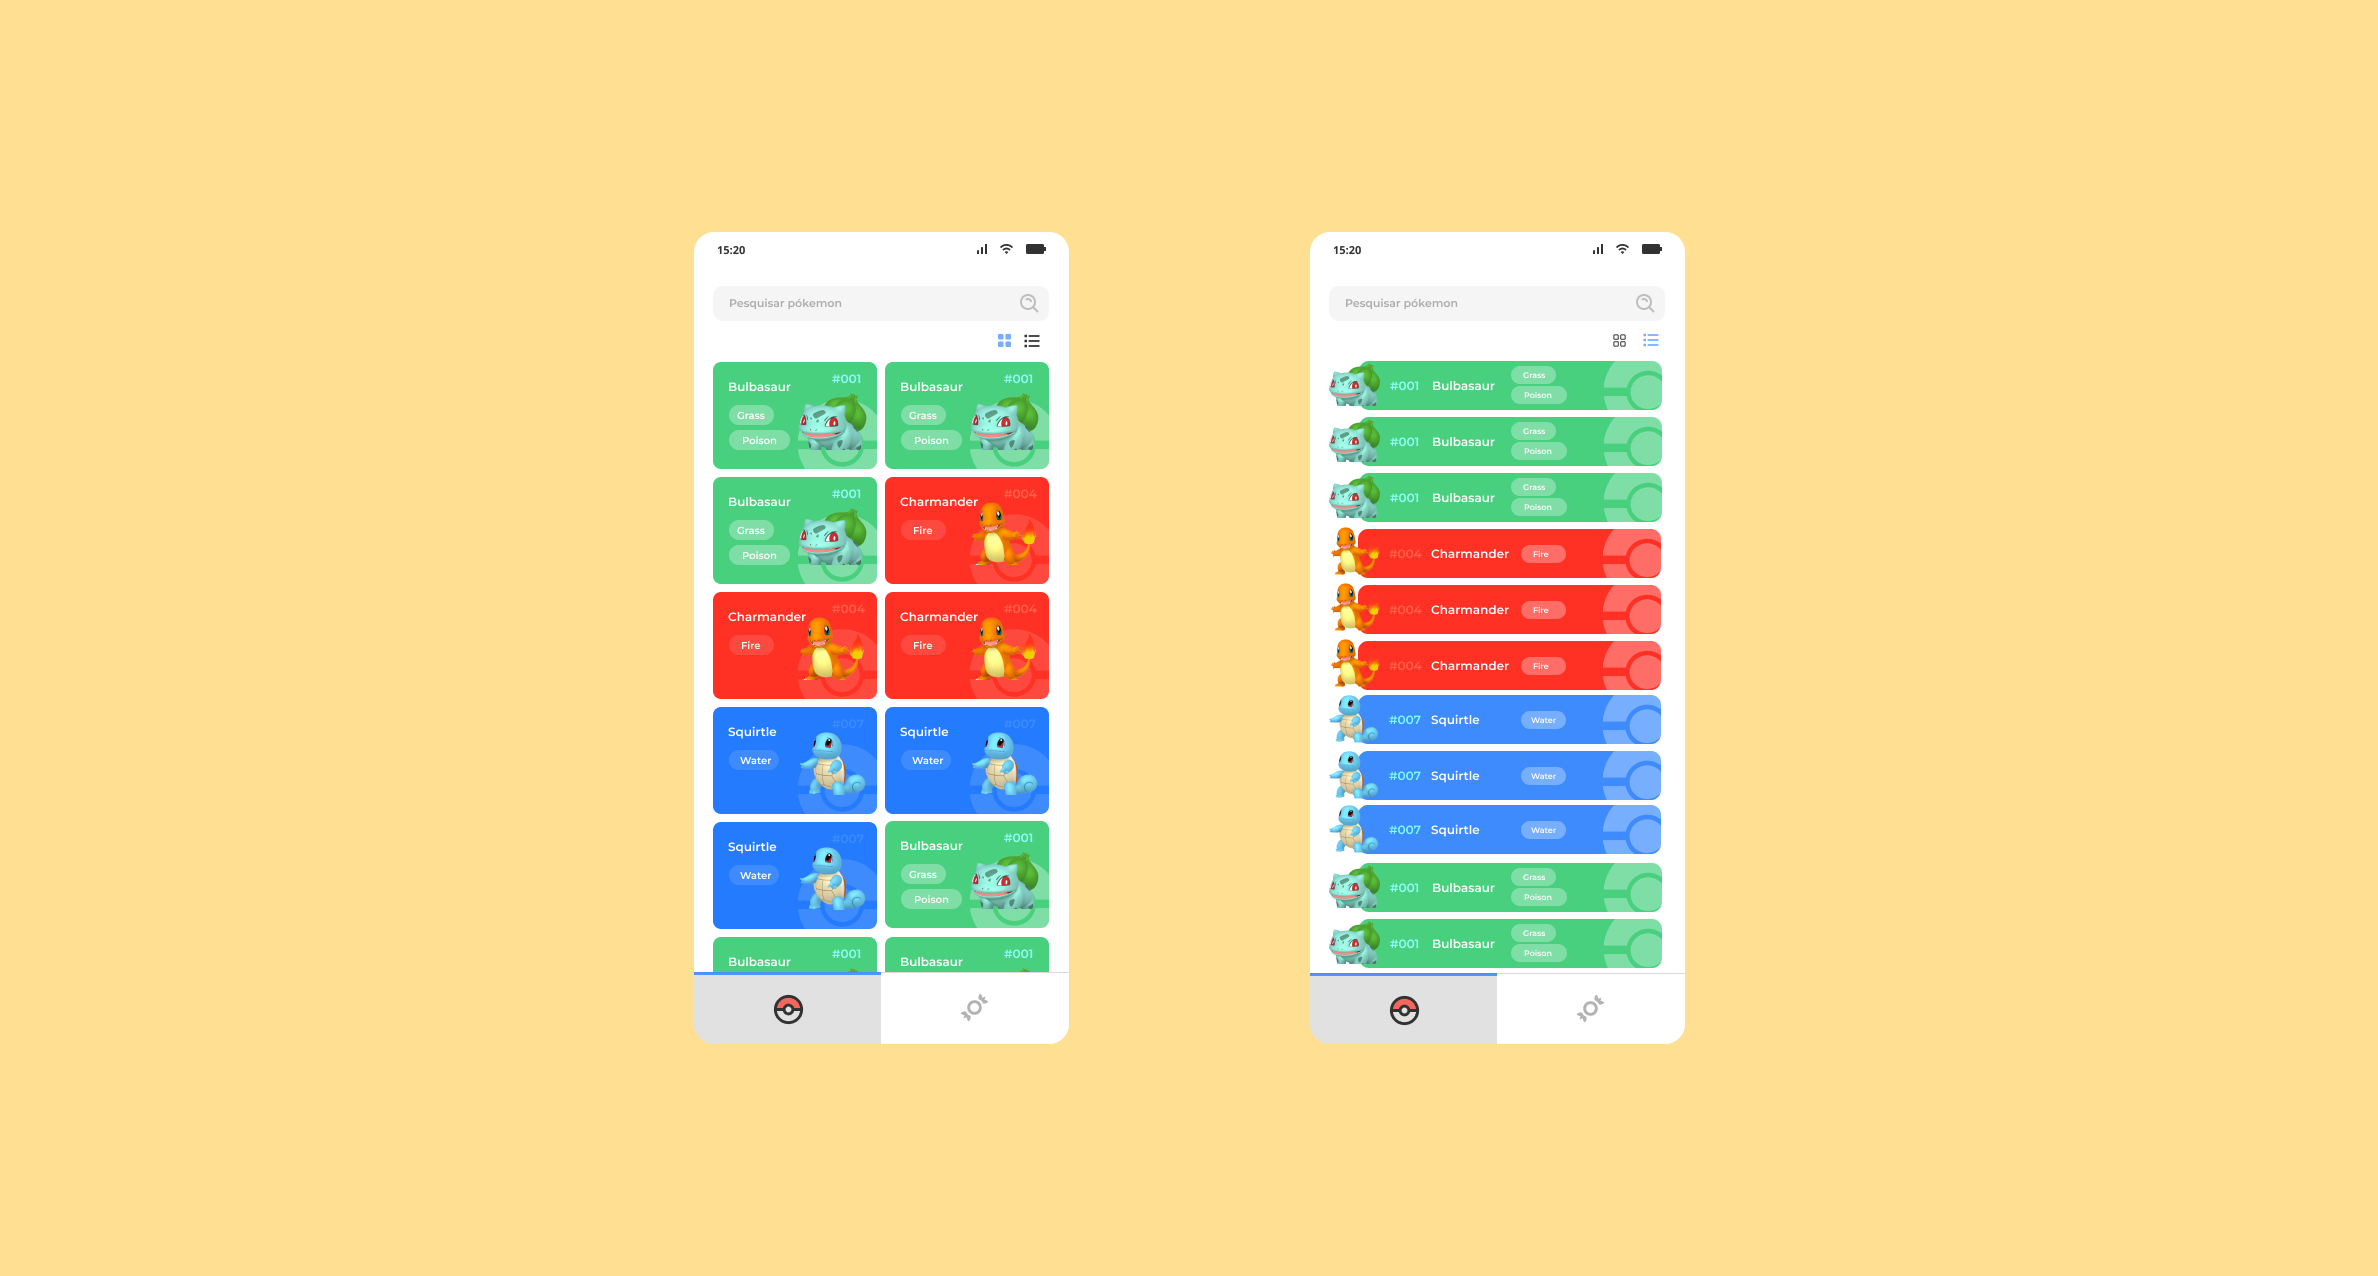 15:20
Pesquisar pókemon
Bulbasaur #001
Grass
Poison
Bulbasaur #001
Grass
Poison
Bulbasaur #001
Grass
Poison
Charmander #004
Fire
Charmander #004
Fire
Charmander #004
Fire
Squirtle #007
Water
Squirtle #007
Water
Squirtle #007
Water
Bulbasaur #001
Grass
Poison
Bulbasaur #001
Bulbasaur #001
15:20
Pesquisar pókemon
#001 Bulbasaur Grass
Poison
#001 Bulbasaur Grass
Poison
#001 Bulbasaur Grass
Poison
#004 Charmander Fire
#004 Charmander Fire
#004 Charmander Fire
#007 Squirtle Water
#007 Squirtle Water
#007 Squirtle Water
#001 Bulbasaur Grass
Poison
#001 Bulbasaur Grass
Poison